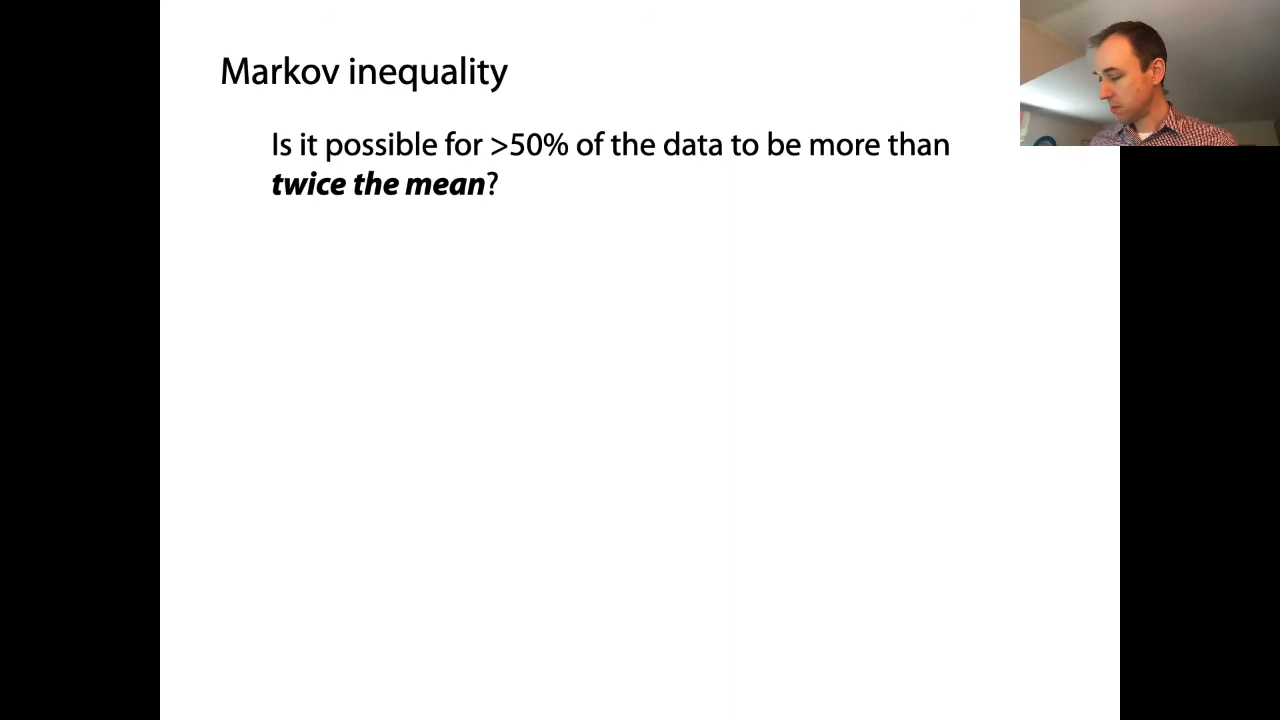 Markov inequality
Is it possible for >50% of the data to be more than
twice the mean?